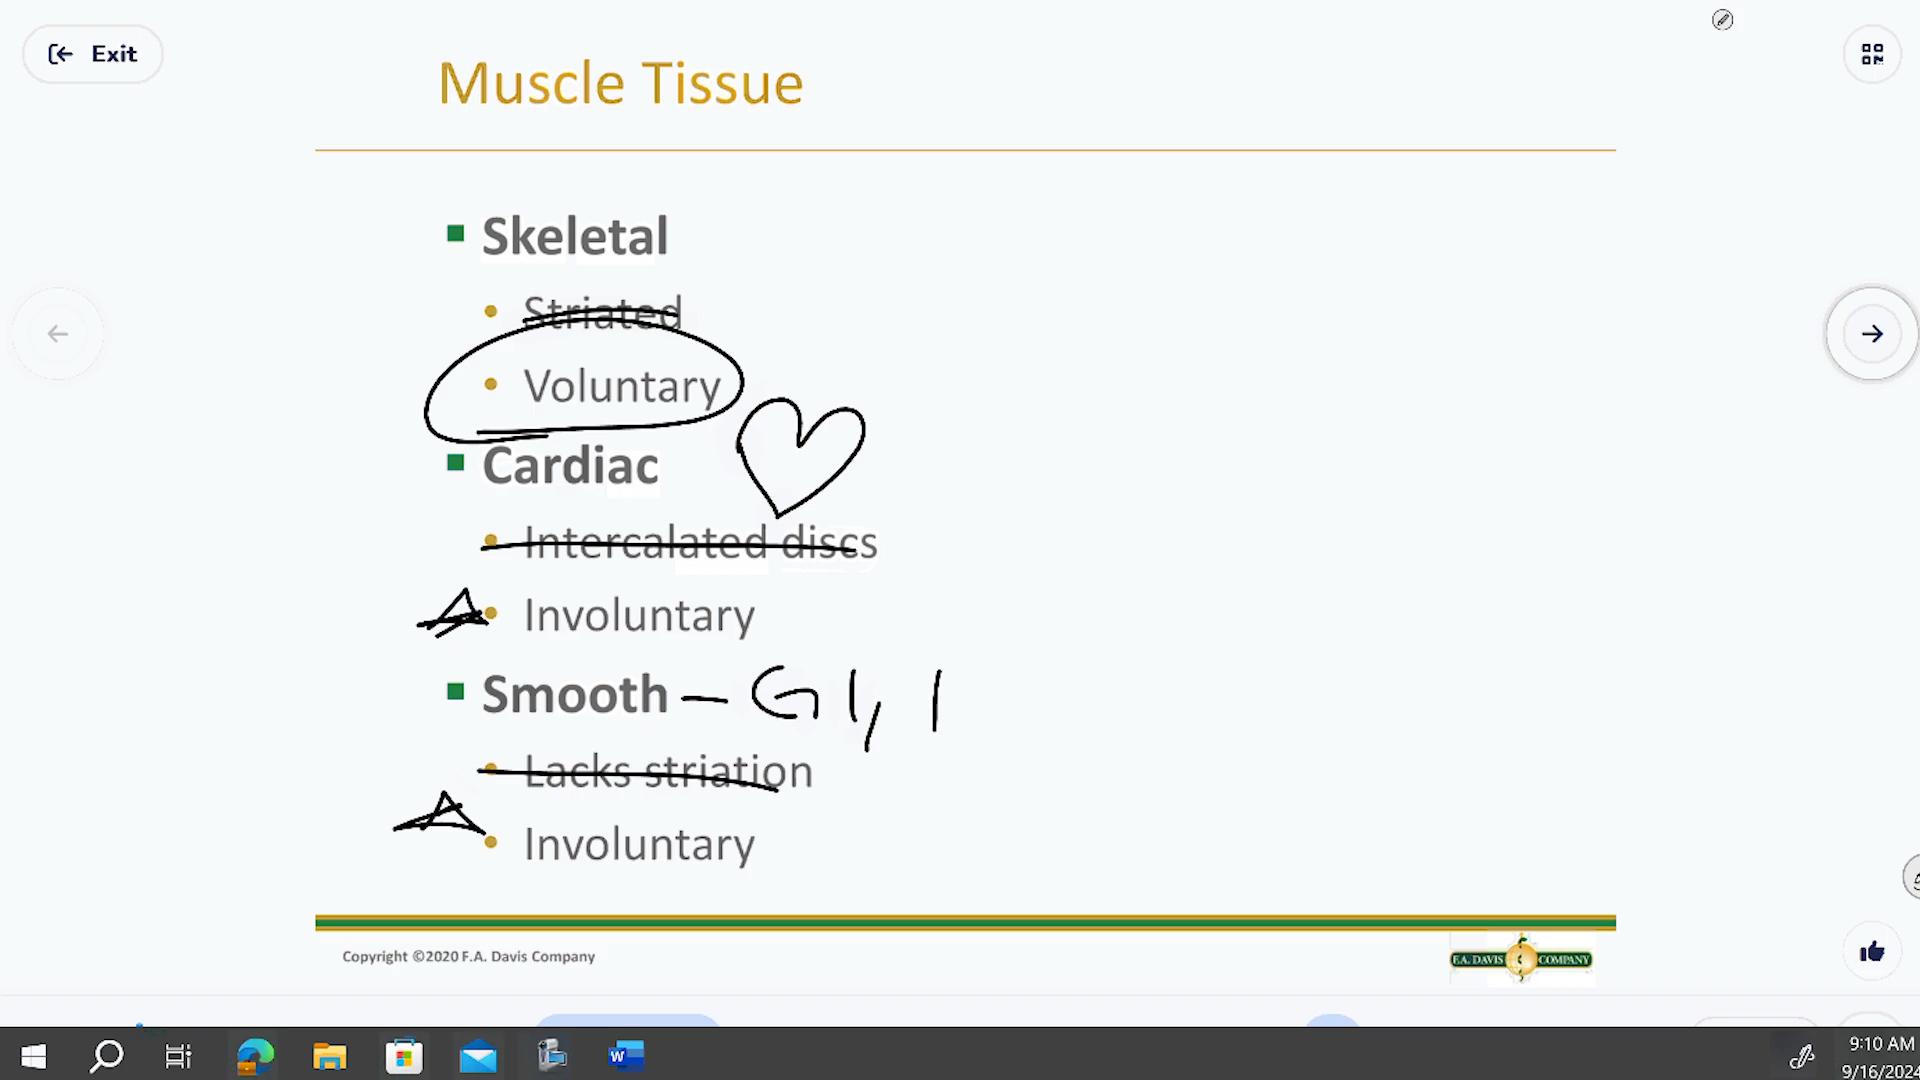 Exit
Muscle Tissue
Skeletal
Striated
Voluntary
Cardiac
Intercalated discs
Involuntary
Smooth – GI, I
Lacks striation
Involuntary
Copyright ©2020 F.A. Davis Company
F.A. DAVIS COMPANY
9:10 AM
9/16/2024